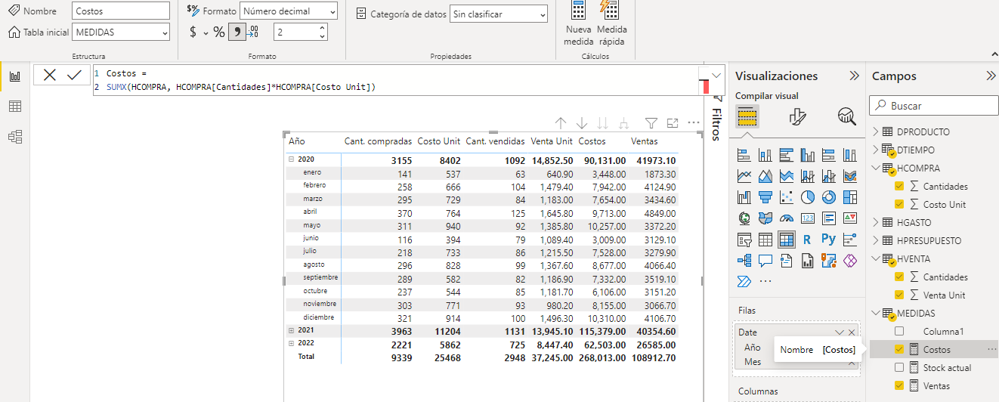 Nombre Costos
Formato Número decimal
Categoría de datos Sin clasificar
Tabla inicial MEDIDAS
$ % 2
Nueva medida
Medida rápida
Estructura
Formato
Propiedades
Cálculos
1 Costos =
2 SUMX(HCOMPRA, HCOMPRA[Cantidades]*HCOMPRA[Costo Unit])
Año Cant. compradas Costo Unit Cant. vendidas Venta Unit Costos Ventas
2020 3155 8402 1092 14,852.50 90,131.00 41973.10
enero 141 537 63 640.90 3,448.00 1873.30
febrero 258 666 104 1,479.40 7,942.00 4124.90
marzo 295 729 84 1,183.00 7,654.00 3434.60
abril 370 764 125 1,645.80 9,713.00 4849.00
mayo 311 940 92 1,385.80 10,257.00 3372.20
junio 116 394 79 1,089.40 3,009.00 3129.10
julio 218 733 86 1,215.50 7,528.00 3279.90
agosto 296 828 99 1,367.60 8,677.00 4066.40
septiembre 289 582 82 1,186.90 7,332.00 3519.10
octubre 237 544 85 1,181.70 6,106.00 3151.20
noviembre 303 771 93 980.20 8,155.00 3066.70
diciembre 321 914 100 1,496.30 10,310.00 4106.70
2021 3963 11204 1131 13,945.10 115,379.00 40354.60
2022 2221 5862 725 8,447.40 62,503.00 26585.00
Total 9339 25468 2948 37,245.00 268,013.00 108912.70
Filtros
Visualizaciones
Compilar visual
123
R
Py
Filas
Date
Año
Mes
Columnas
Nombre [Costos]
Campos
Buscar
DPRODUCTO
DTIEMPO
HCOMPRA
Cantidades
Costo Unit
HGASTO
HPRESUPUESTO
HVENTA
Cantidades
Venta Unit
MEDIDAS
Columna1
Costos
Stock actual
Ventas